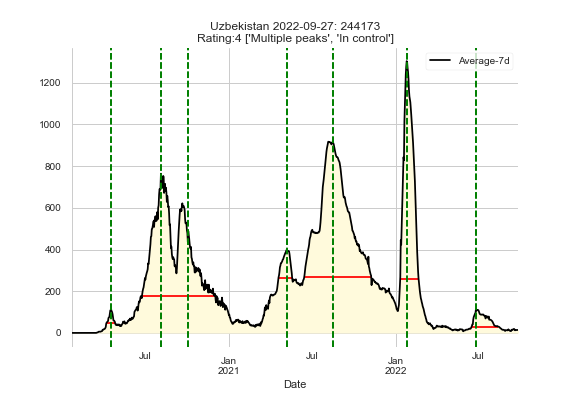 Uzbekistan 2022-09-27: 244173
Rating:4 ['Multiple peaks', 'In control']
Average-7d
1200
1000
800
600
400
200
0
Jul
Jan
2021
Jul
Jan
2022
Jul
Date